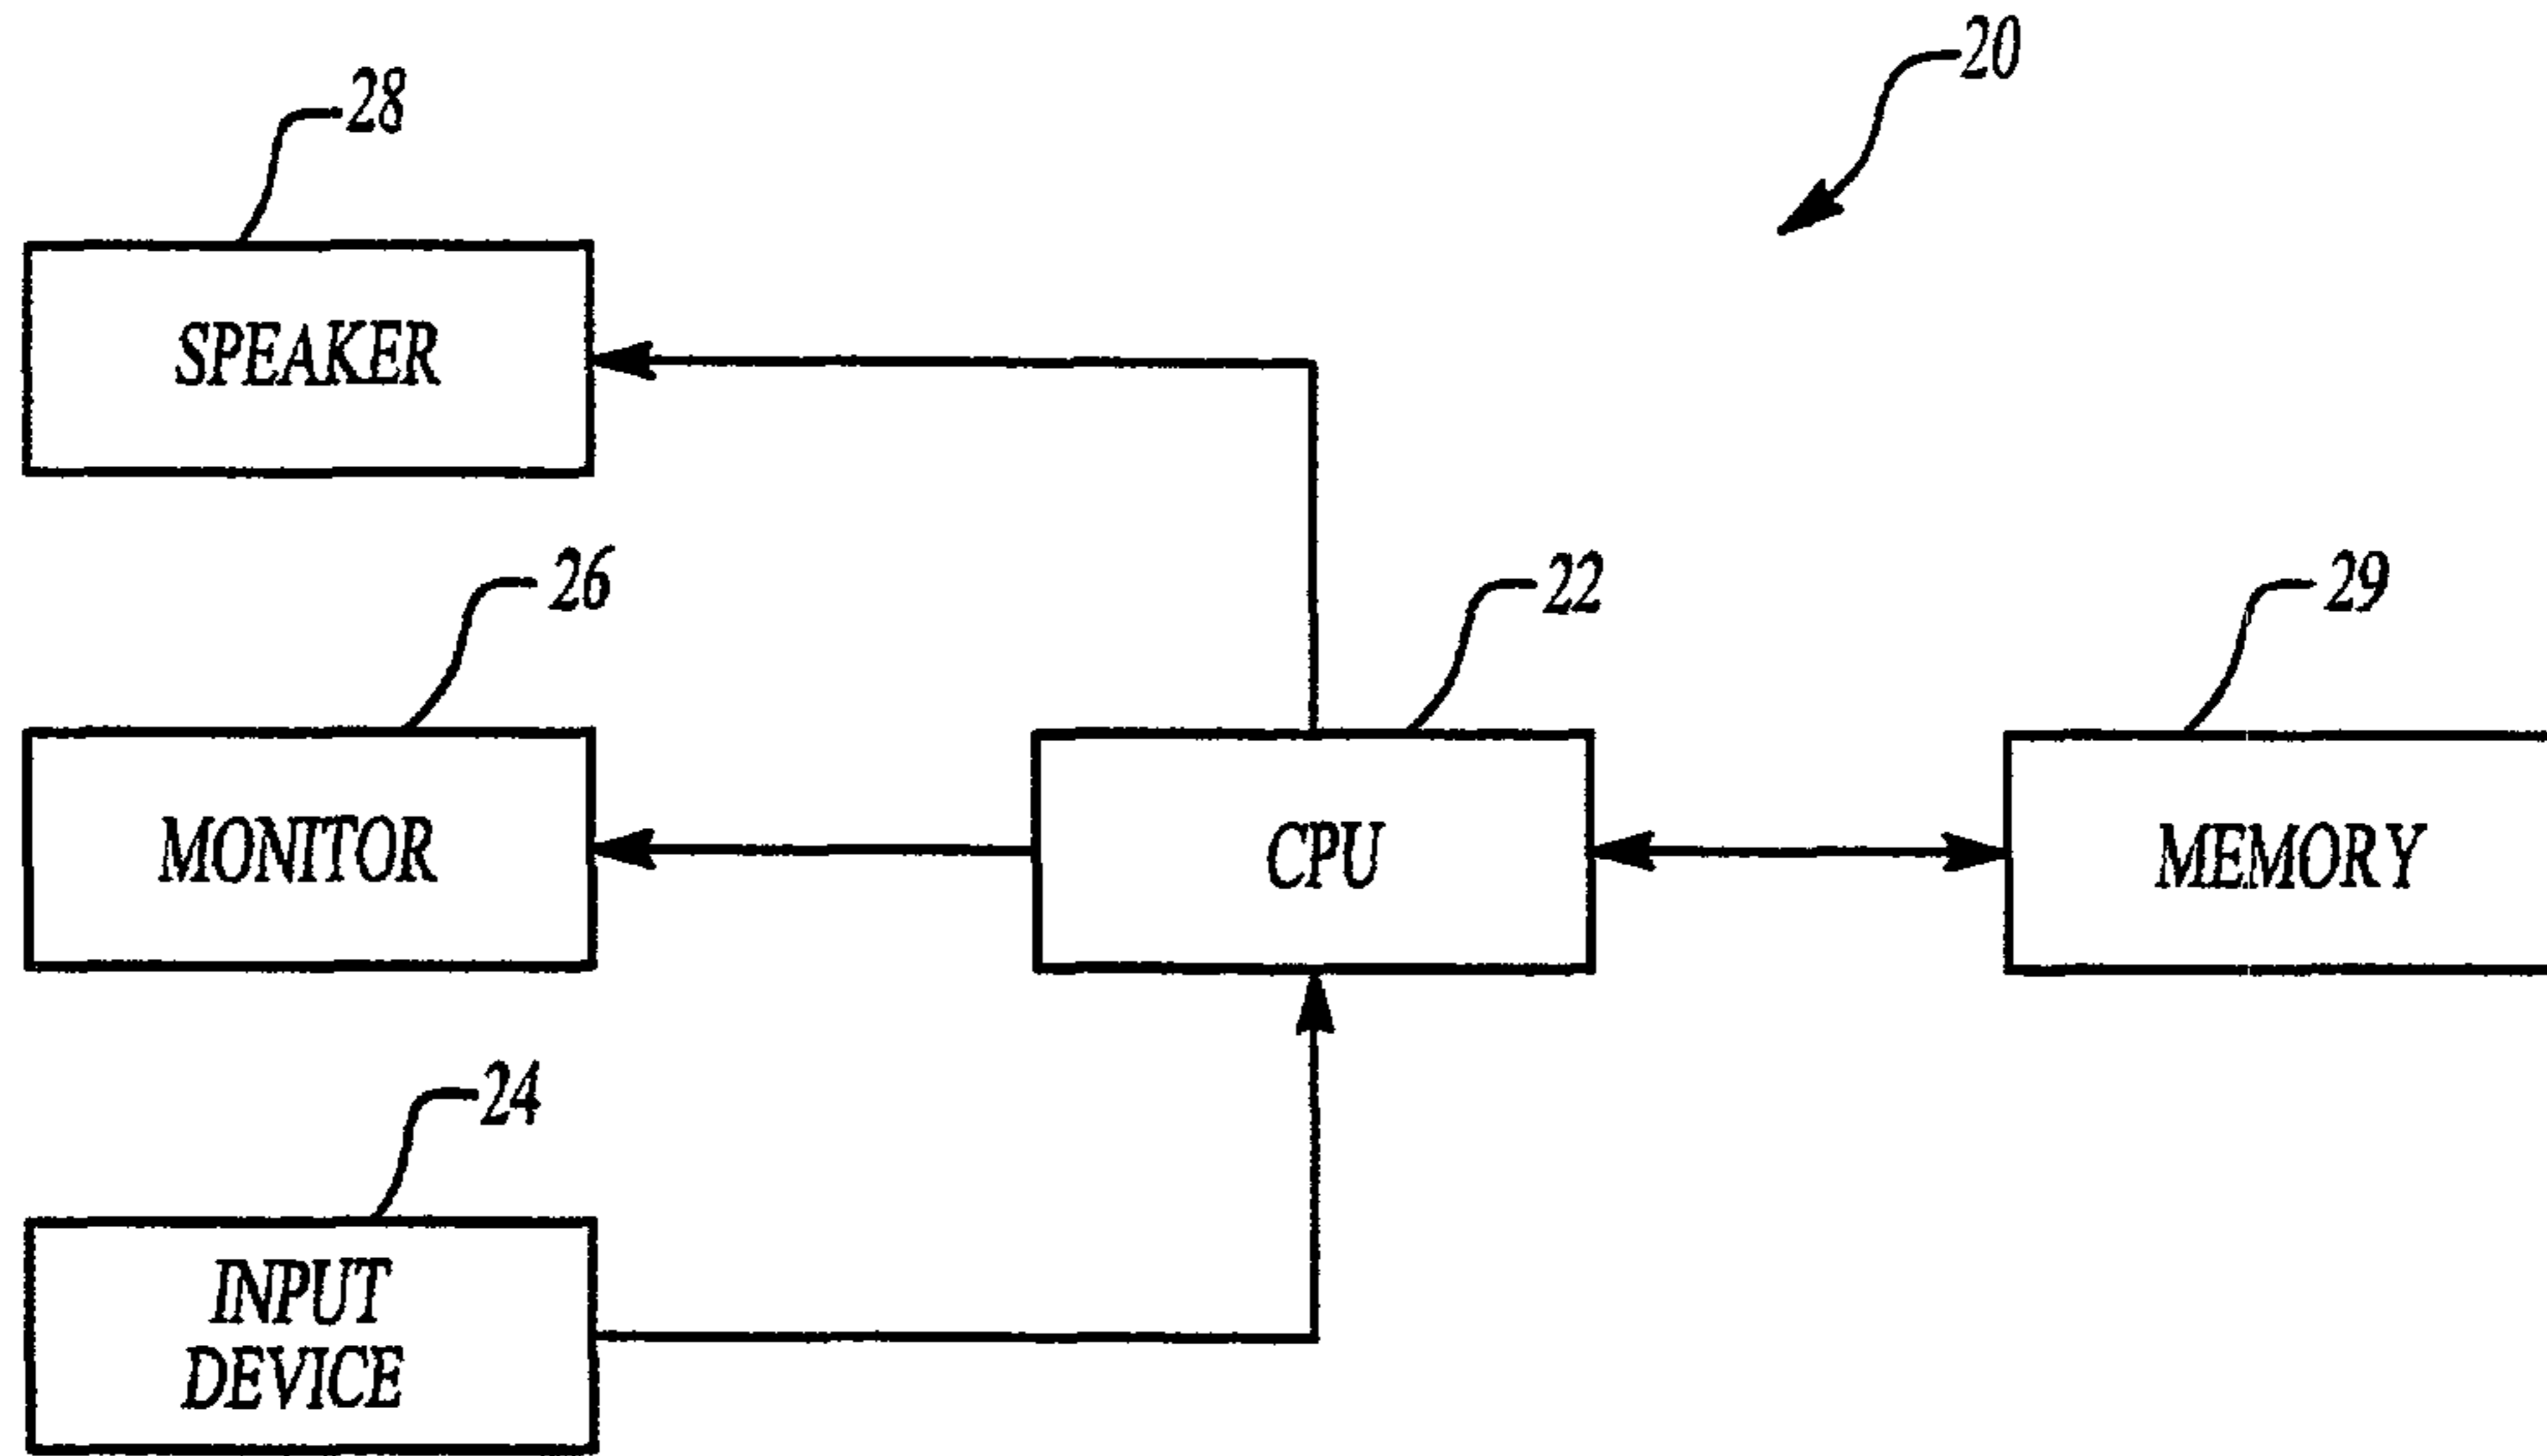 20
28
SPEAKER
26
22
29
MONITOR
CPU
MEMORY
24
INPUT
DEVICE